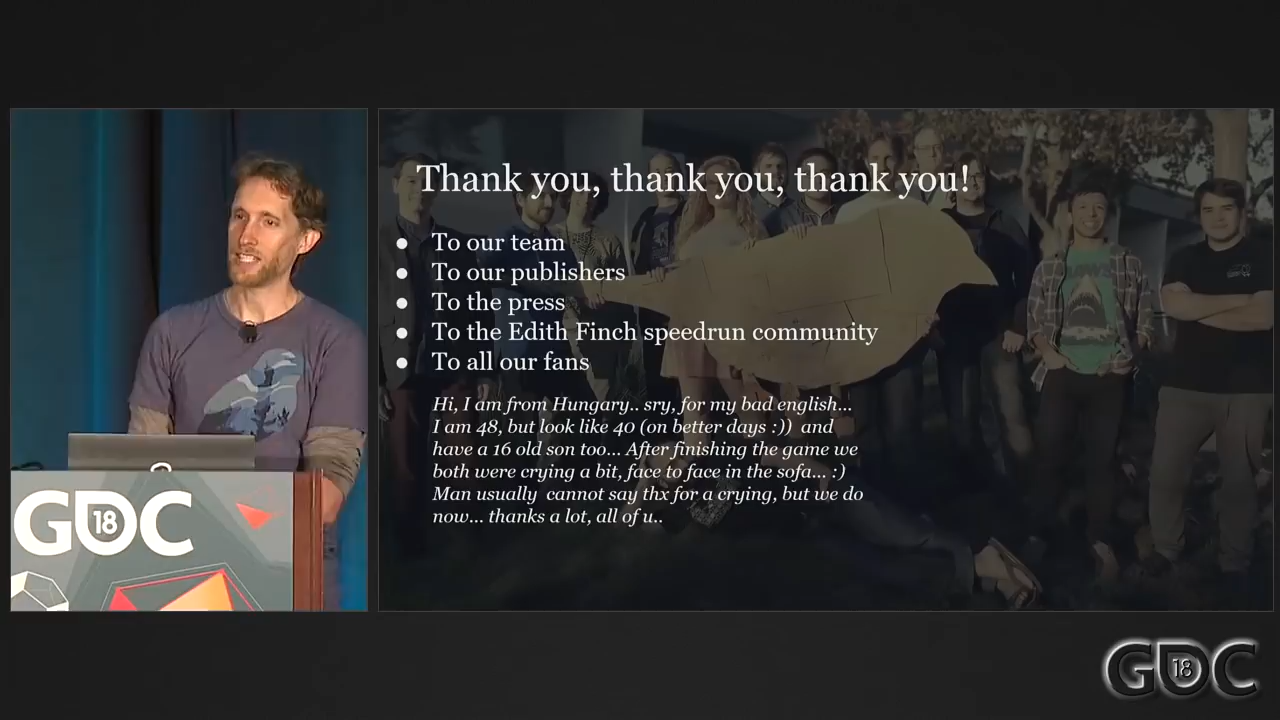 Thank you, thank you, thank you!
● To our team
● To our publishers
● To the press
● To the Edith Finch speedrun community
● To all our fans
Hi, I am from Hungary.. sry, for my bad english...
I am 48, but look like 40 (on better days :))  and
have a 16 old son too... After finishing the game we
both were crying a bit, face to face in the sofa... :)
Man usually  cannot say thx for a crying, but we do
now... thanks a lot, all of u..
GDC 18
GDC 18